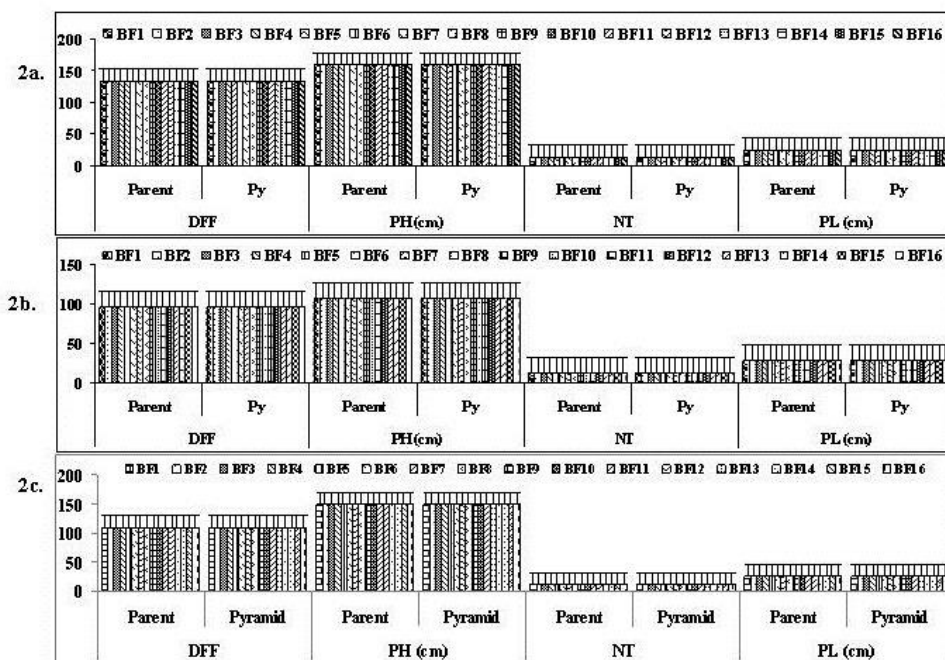 BF1 BF2 BF3 BF4 BF5 BF6 BF7 BF8 BF9 BF10 BF11 BF12 BF13 BF14 BF15 BF16
200
2a. 150
100
50
0
Parent Py Parent Py Parent Py Parent Py
DFF PH(cm) NT PL (cm)
BF1 BF2 BF3 BF4 BF5 BF6 BF7 BF8 BF9 BF10 BF11 BF12 BF13 BF14 BF15 BF16
150
2b. 100
50
0
Parent Py Parent Py Parent Py Parent Py
DFF PH(cm) NT PL (cm)
BF1 BF2 BF3 BF4 BF5 BF6 BF7 BF8 BF9 BF10 BF11 BF12 BF13 BF14 BF15 BF16
2c. 200
150
100
50
0
Parent Pyramid Parent Pyramid Parent Pyramid Parent Pyramid
DFF PH (cm) NT PL (cm)